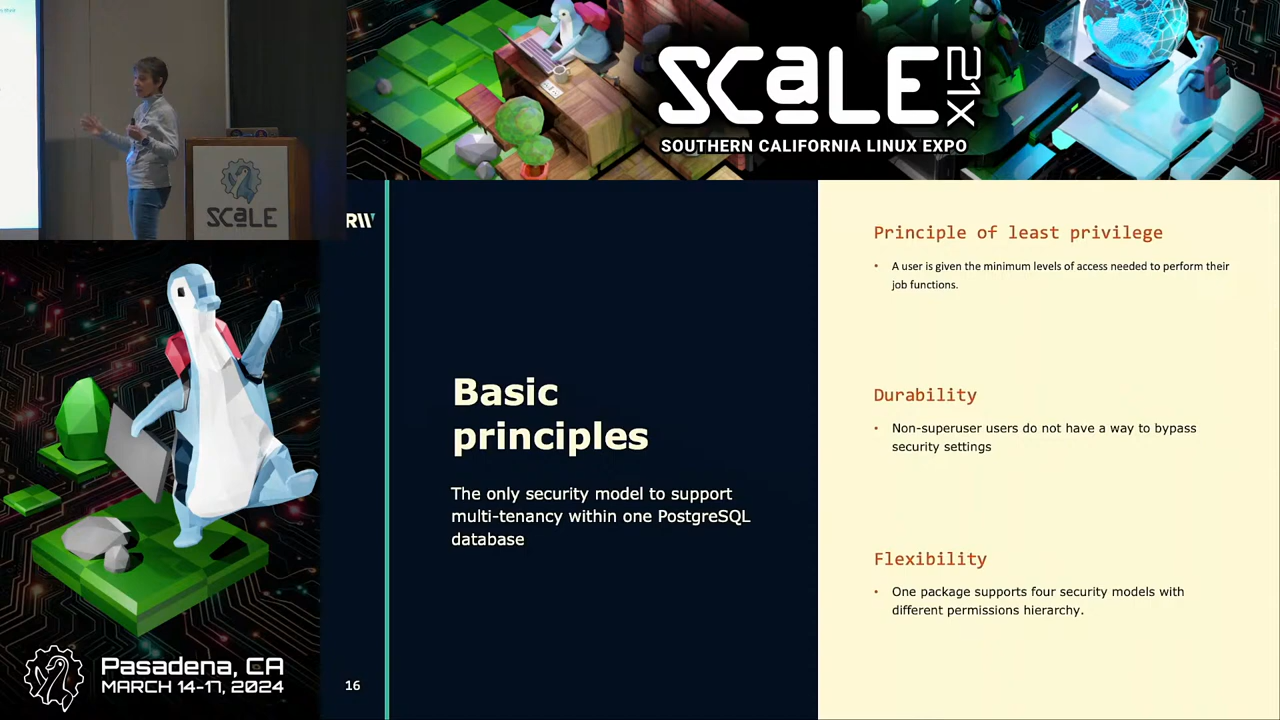 SCaLE 21X
SOUTHERN CALIFORNIA LINUX EXPO
SCaLE
Pasadena, CA
MARCH 14-17, 2024
Basic
principles
The only security model to support
multi-tenancy within one PostgreSQL
database
16
Principle of least privilege
• A user is given the minimum levels of access needed to perform their
job functions.
Durability
• Non-superuser users do not have a way to bypass
security settings
Flexibility
• One package supports four security models with
different permissions hierarchy.